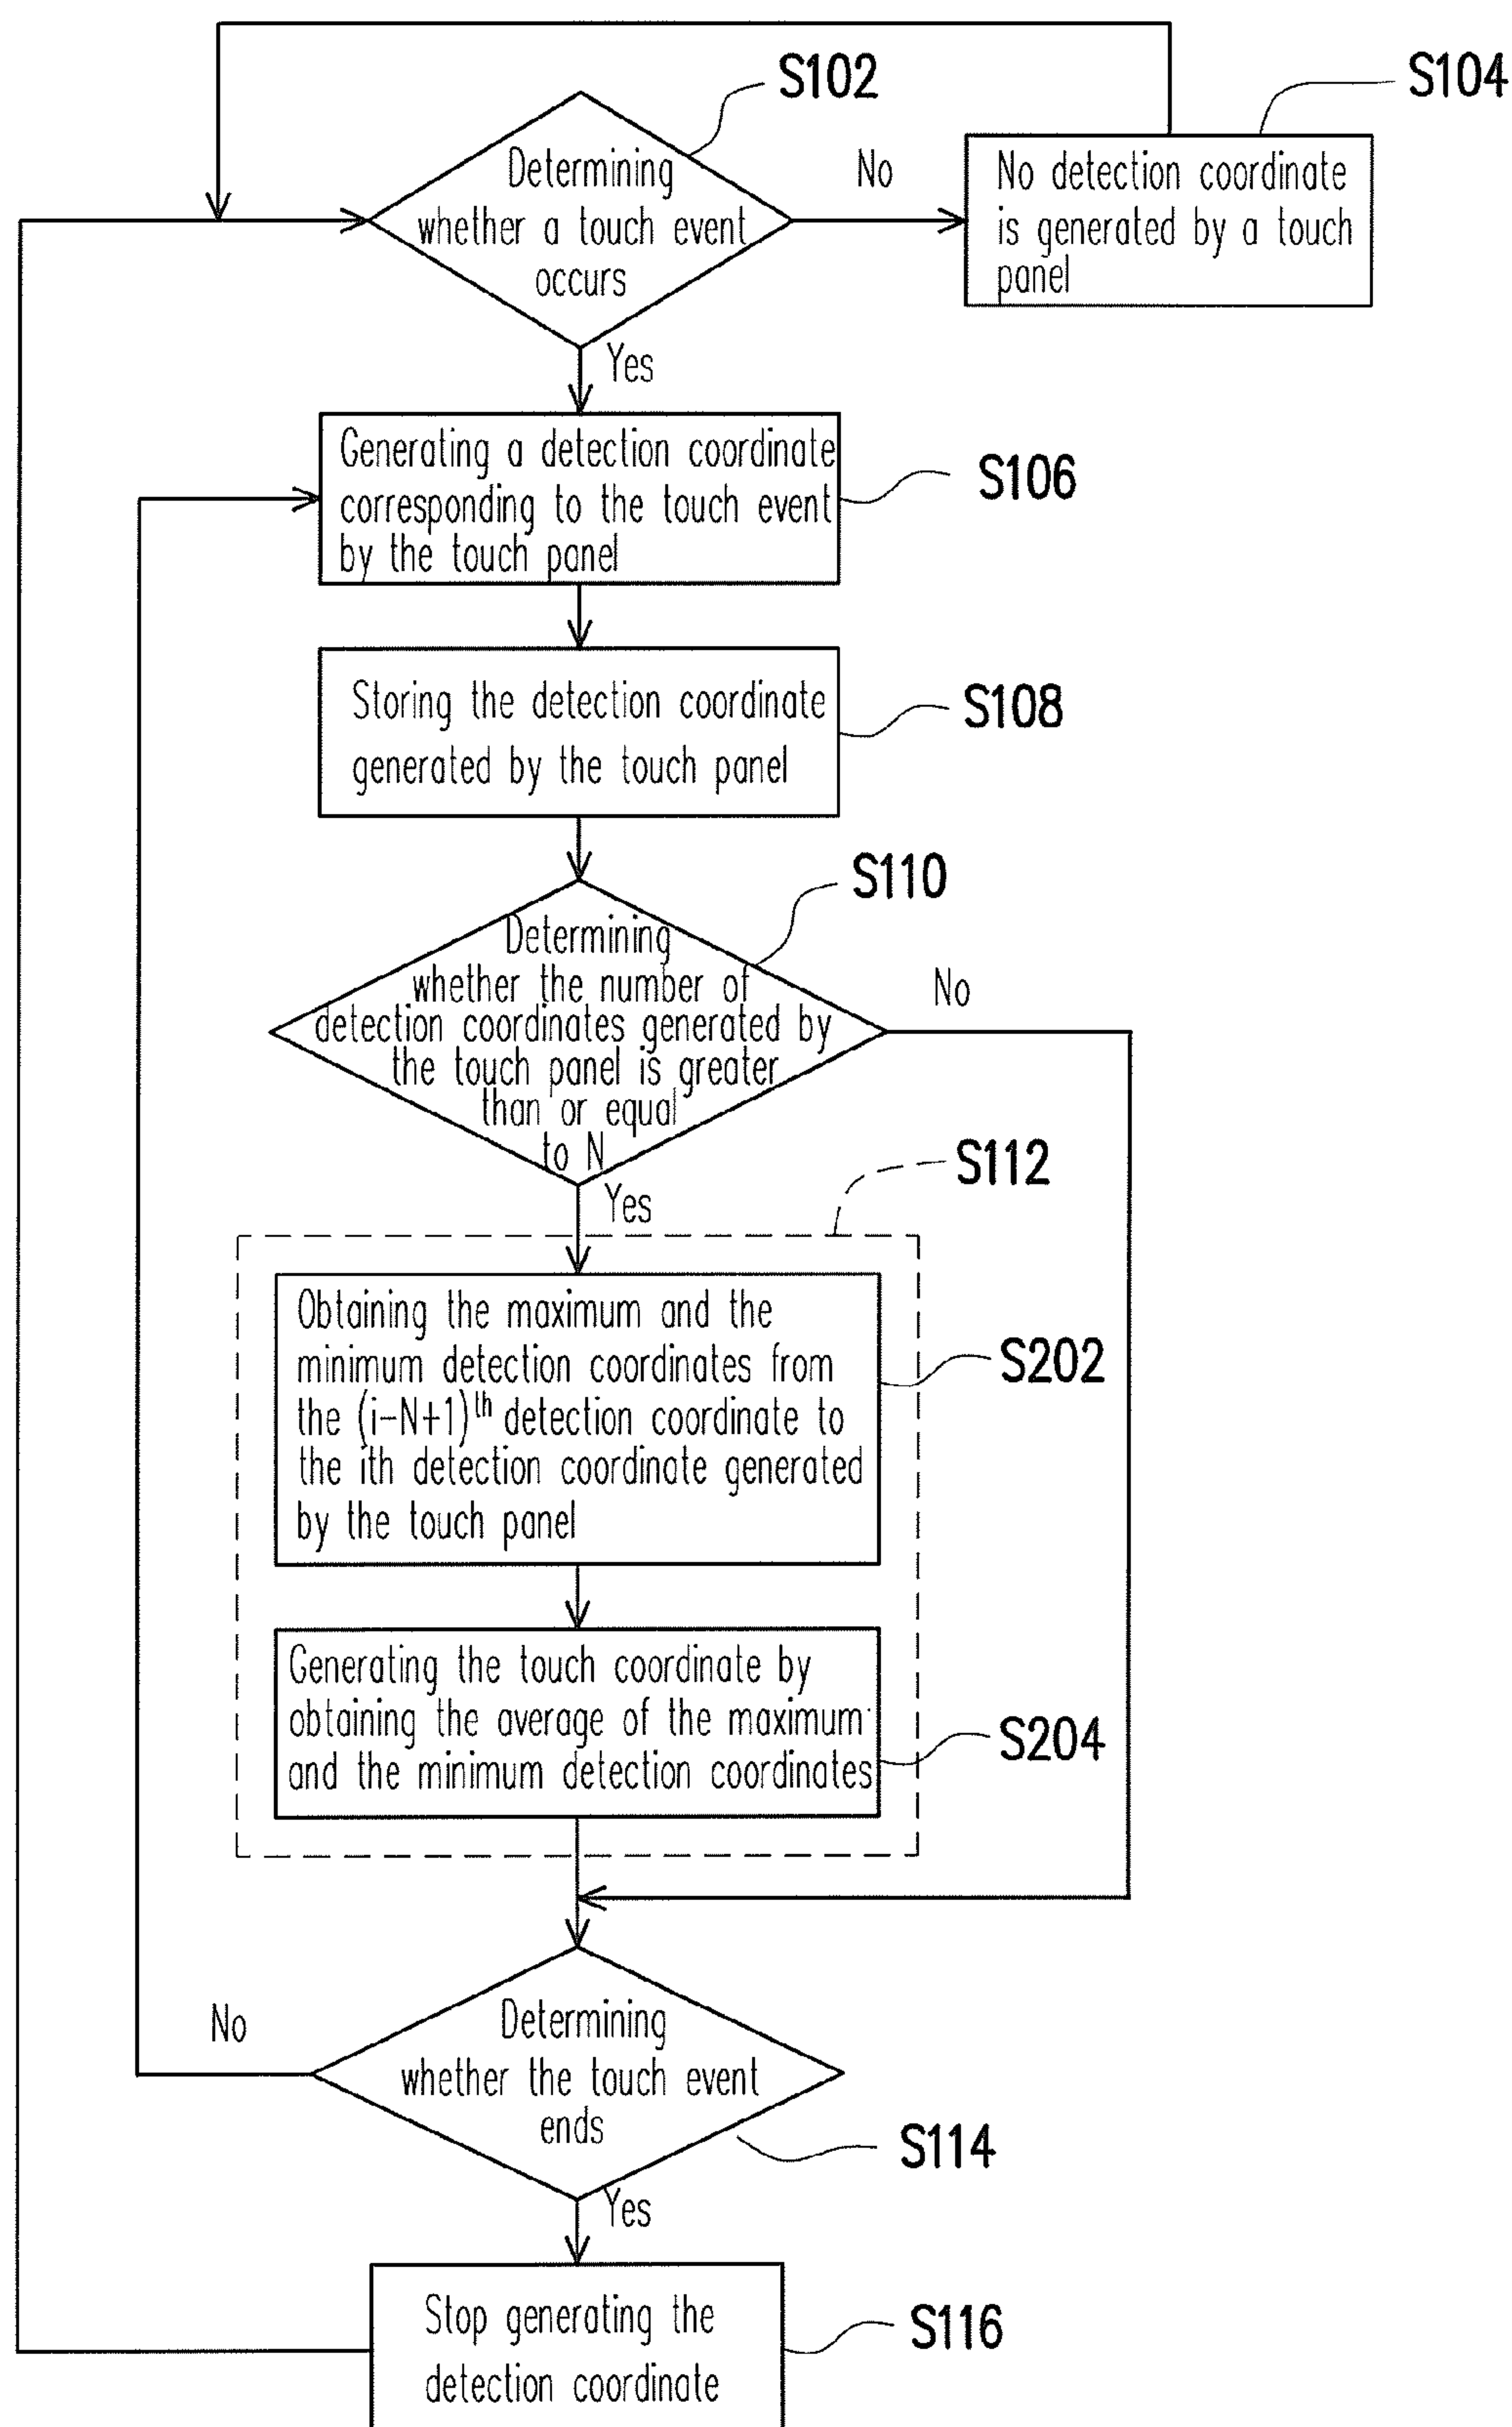 S102
S104
Determining
whether a touch event
occurs
No
No detection coordinate
is generated by a touch
panel
Yes
Generating a detection coordinate
corresponding to the touch event
by the touch panel
S106
Storing the detection coordinate
generated by the touch panel
S108
S110
Determining
whether the number of
detection coordinates generated by
the touch panel is greater
than or equal
to N
No
Yes
S112
Obtaining the maximum and the
minimum detection coordinates from
the (i-N+1)th detection coordinate to
the ith detection coordinate generated
by the touch panel
S202
Generating the touch coordinate by
obtaining the average of the maximum
and the minimum detection coordinates
S204
No
Determining
whether the touch event
ends
S114
Yes
Stop generating the
detection coordinate
S116